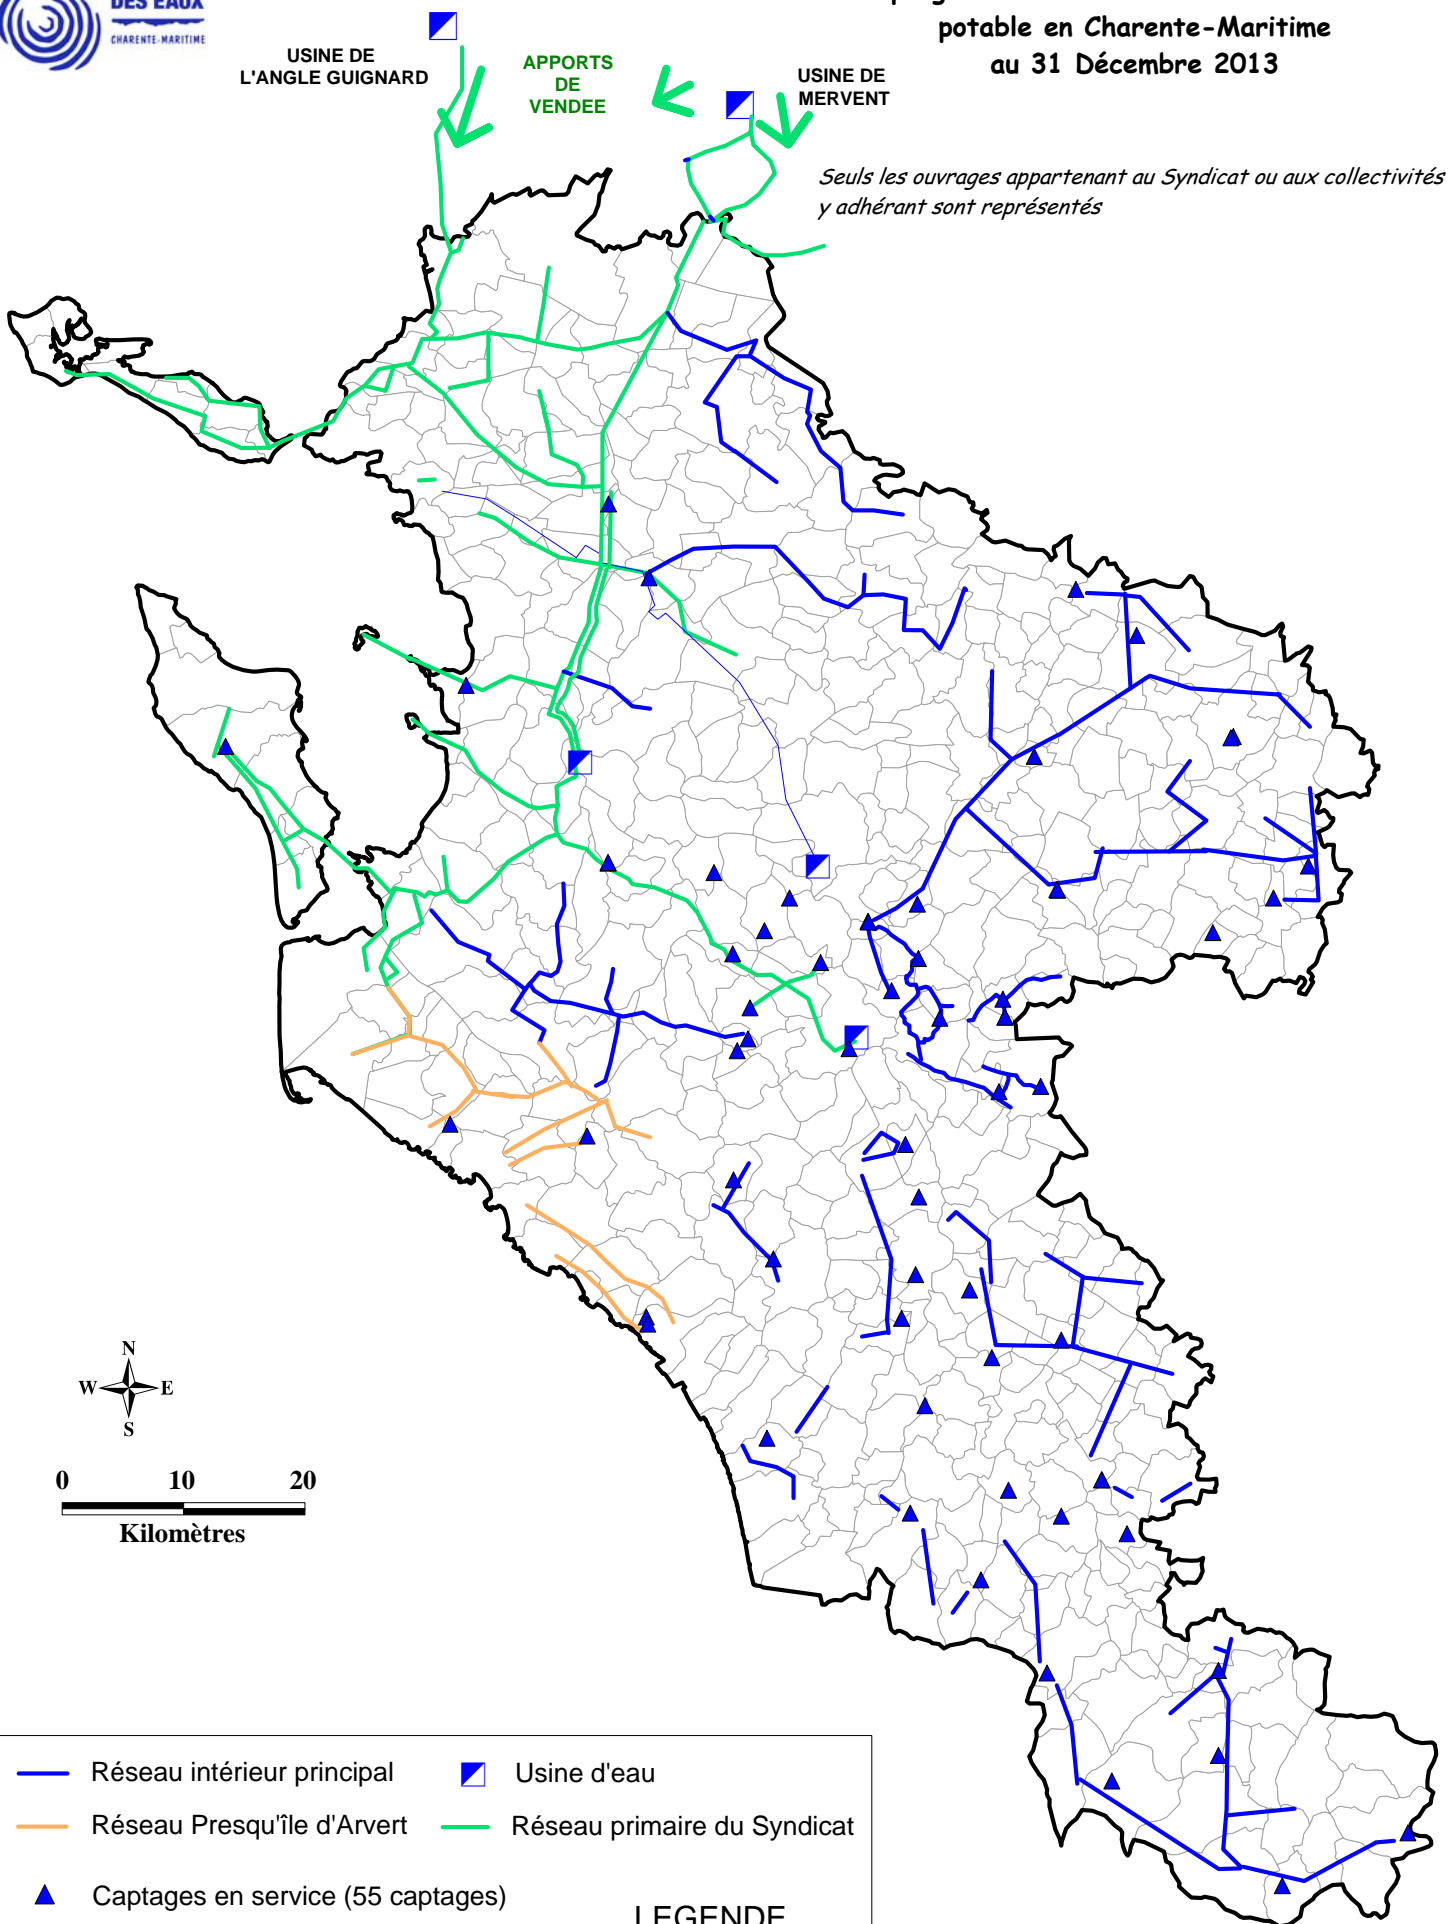 DES EAUX
CHARENTE-MARITIME
potable en Charente-Maritime
au 31 Décembre 2013
USINE DE
L'ANGLE GUIGNARD
APPORTS
DE
VENDEE
USINE DE
MERVENT
Seuls les ouvrages appartenant au Syndicat ou aux collectivités
y adhérant sont représentés
N
W E
S
0 10 20
Kilomètres
Réseau intérieur principal
Usine d'eau
Réseau Presqu'île d'Arvert
Réseau primaire du Syndicat
Captages en service (55 captages)
LEGENDE